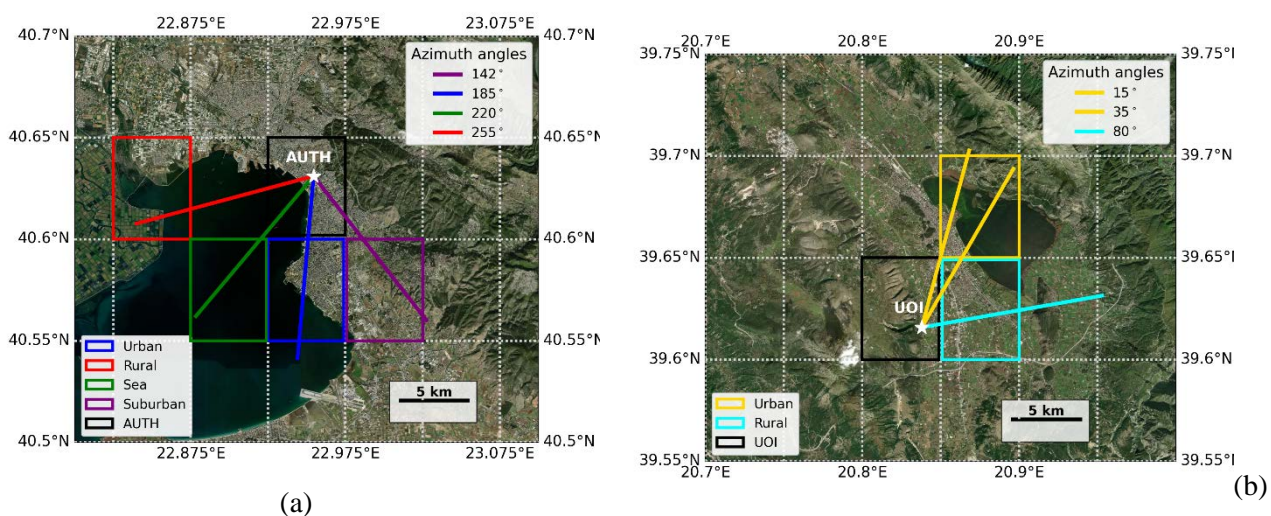 22.875°E 22.975°E 23.075°E
40.7°N 40.7°N
Azimuth angles
142°
185°
220°
255°
40.65°N 40.65°N
AUTH
40.6°N 40.6°N
40.55°N 40.55°N
Urban
Rural
Sea
Suburban
AUTH
5 km
40.5°N 40.5°N
22.875°E 22.975°E 23.075°E
(a)
20.7°E 20.8°E 20.9°E
39.75°N 39.75°I
Azimuth angles
15°
35°
80°
39.7°N 39.7°N
39.65°N 39.65°N
UOI
39.6°N 39.6°N
Urban
Rural
UOI
5 km
39.55°N 39.55°I
20.7°E 20.8°E 20.9°E
(b)